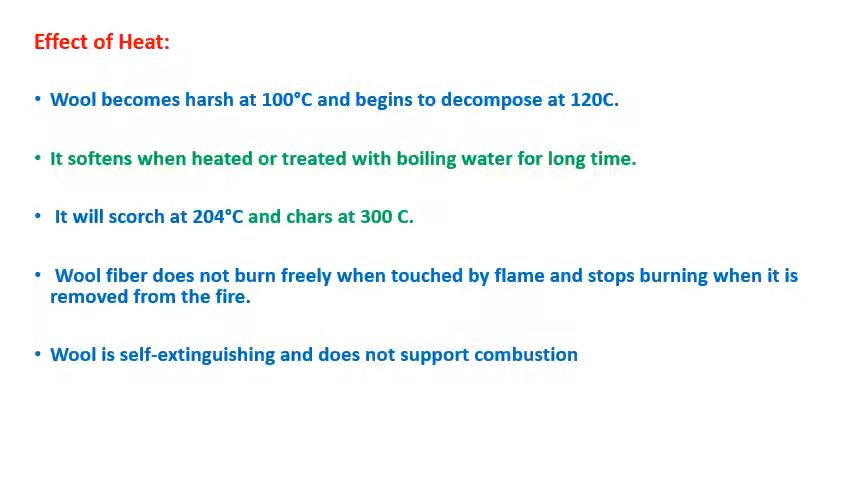 Effect of Heat:
• Wool becomes harsh at 100°C and begins to decompose at 120C.
• It softens when heated or treated with boiling water for long time.
• It will scorch at 204°C and chars at 300 C.
• Wool fiber does not burn freely when touched by flame and stops burning when it is
removed from the fire.
• Wool is self-extinguishing and does not support combustion